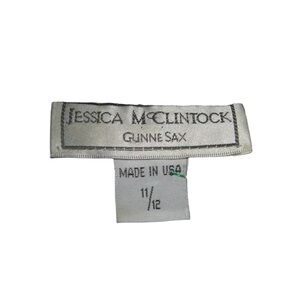 JESSICA McCLINTOCK
GUNNE SAX
MADE IN USA
11/12